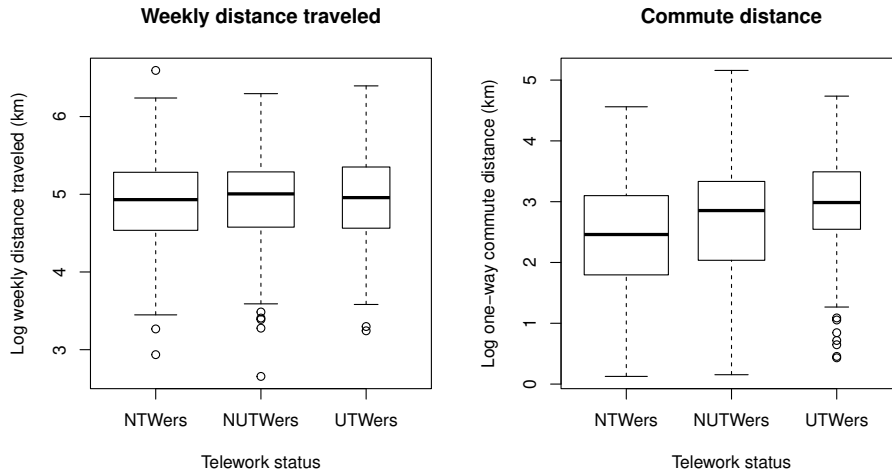 Weekly distance traveled
Log weekly distance traveled (km)
6
5
4
3
NTWers NUTWers UTWers
Telework status
Commute distance
Log one−way commute distance (km)
5
4
3
2
1
0
NTWers NUTWers UTWers
Telework status